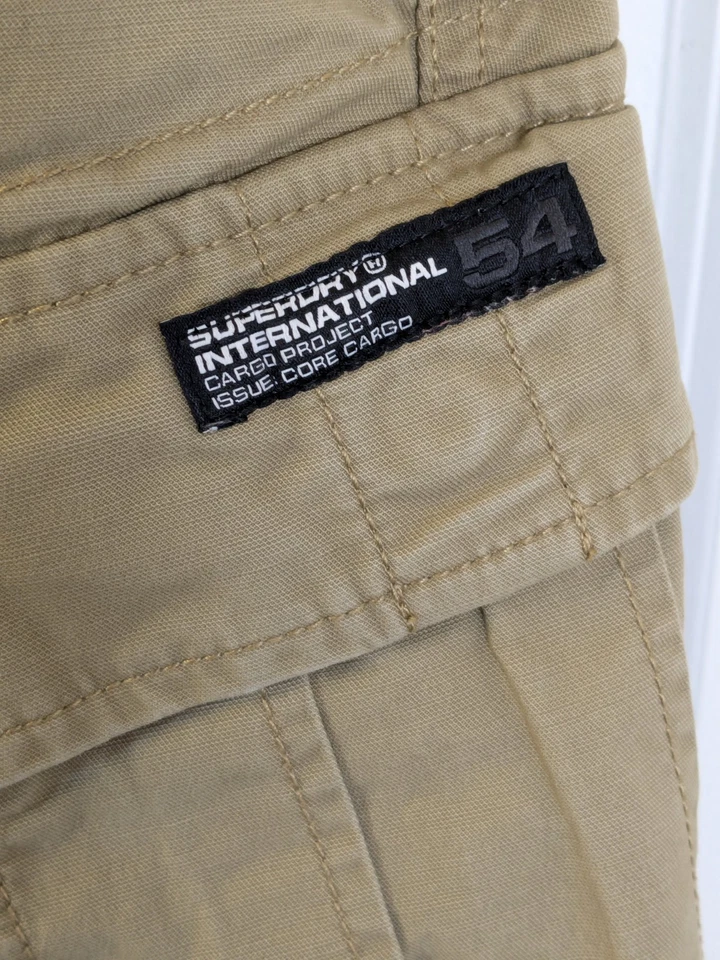 SUPERDRY
INTERNATIONAL
CARGO PROJECT
ISSUE: CORE CARGO
54